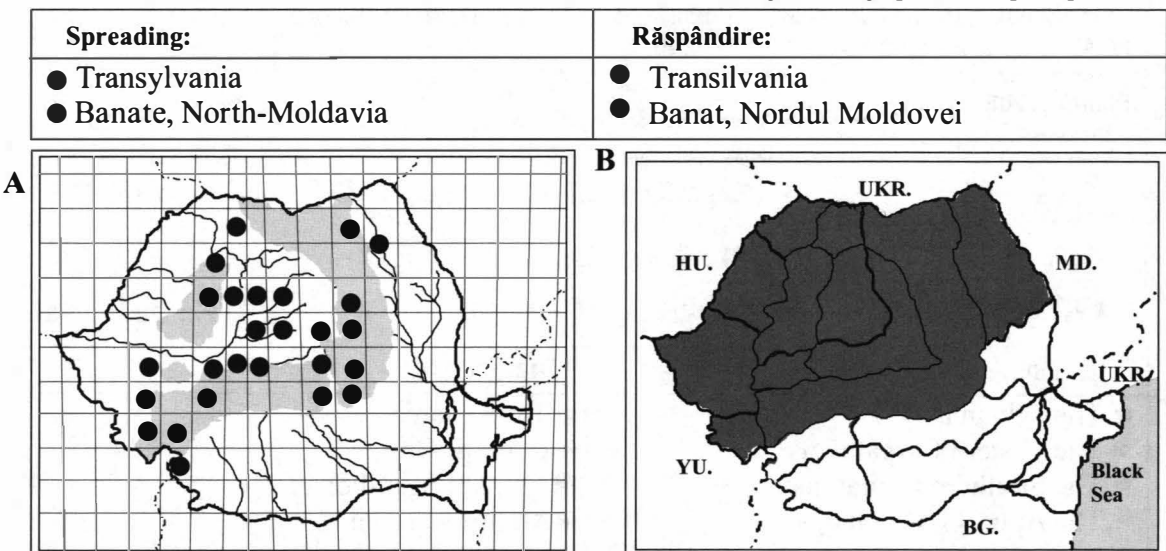 Spreading:
● Transylvania
● Banate, North-Moldavia
Răspândire:
● Transilvania
● Banat, Nordul Moldovei
A
B
UKR.
HU.
MD.
UKR.
YU.
Black
Sea
BG.